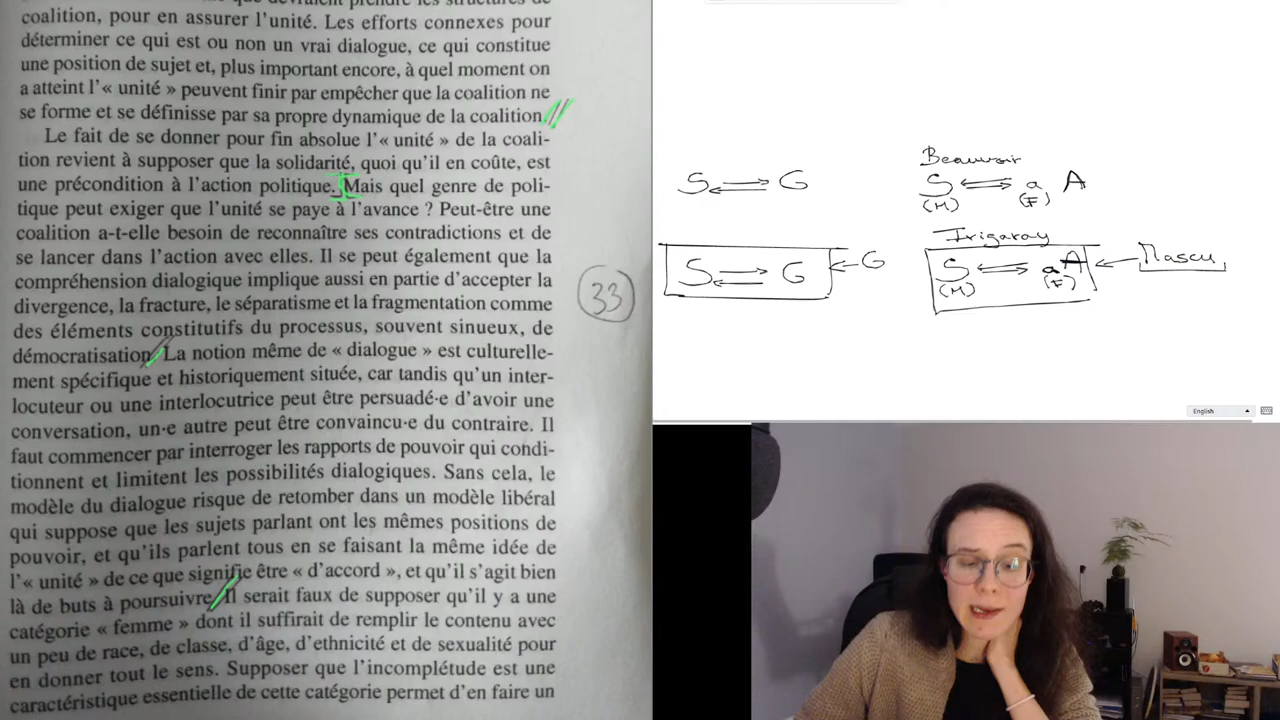 coalition, pour en assurer l'unité. Les efforts connexes pour
déterminer ce qui est ou non un vrai dialogue, ce qui constitue
une position de sujet et, plus important encore, à quel moment on
a atteint l'« unité » peuvent finir par empêcher que la coalition ne
se forme et se définisse par sa propre dynamique de la coalition.
Le fait de se donner pour fin absolue l'« unité » de la coali-
tion revient à supposer que la solidarité, quoi qu'il en coûte, est
une précondition à l'action politique. Mais quel genre de poli-
tique peut exiger que l'unité se paye à l'avance ? Peut-être une
coalition a-t-elle besoin de reconnaître ses contradictions et de
se lancer dans l'action avec elles. Il se peut également que la
compréhension dialogique implique aussi en partie d'accepter la
divergence, la fracture, le séparatisme et la fragmentation comme
des éléments constitutifs du processus, souvent sinueux, de
démocratisation. La notion même de « dialogue » est culturelle-
ment spécifique et historiquement située, car tandis qu'un inter-
locuteur ou une interlocutrice peut être persuadé·e d'avoir une
conversation, un·e autre peut être convaincu·e du contraire. Il
faut commencer par interroger les rapports de pouvoir qui condi-
tionnent et limitent les possibilités dialogiques. Sans cela, le
modèle du dialogue risque de retomber dans un modèle libéral
qui suppose que les sujets parlant ont les mêmes positions de
pouvoir, et qu'ils parlent tous en se faisant la même idée de
l'« unité » de ce que signifie être « d'accord », et qu'il s'agit bien
là de buts à poursuivre. Il serait faux de supposer qu'il y a une
catégorie « femme » dont il suffirait de remplir le contenu avec
un peu de race, de classe, d'âge, d'ethnicité et de sexualité pour
en donner tout le sens. Supposer que l'incomplétude est une
caractéristique essentielle de cette catégorie permet d'en faire un
33
S ⇄ G
Beauvoir
S ⇄ a A
(M) (F)
S ⇄ G ← G
Irigaray
S ⇄ a A ← Mascu.
(M) (F)
English